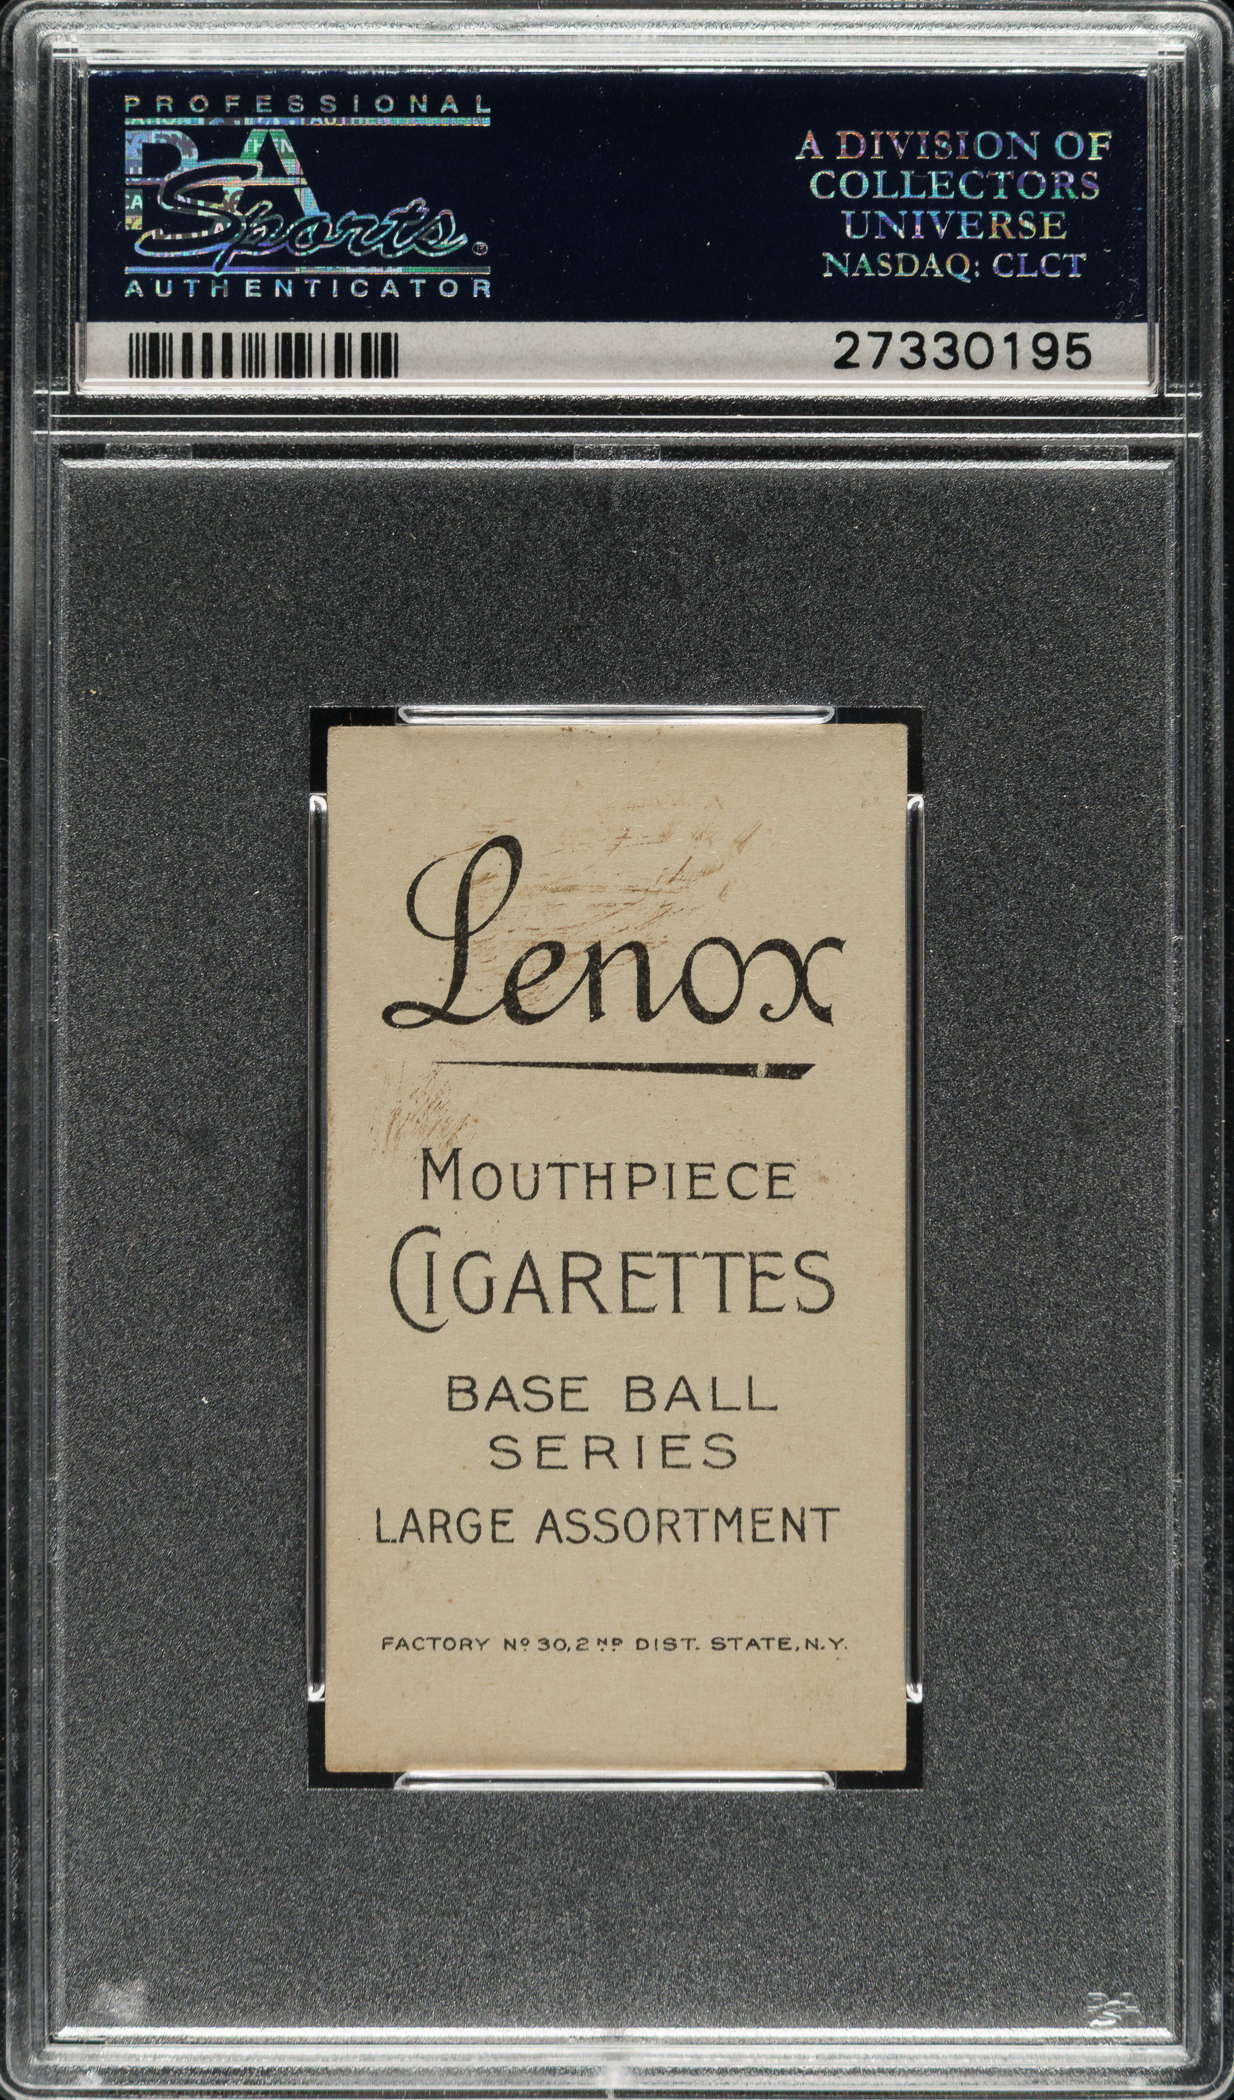 PROFESSIONAL
PSA
Sports
AUTHENTICATOR
A DIVISION OF
COLLECTORS
UNIVERSE
NASDAQ: CLCT
27330195
Lenox
MOUTHPIECE
CIGARETTES
BASE BALL
SERIES
LARGE ASSORTMENT
FACTORY Nº 30, 2ND DIST. STATE, N.Y.
PSA